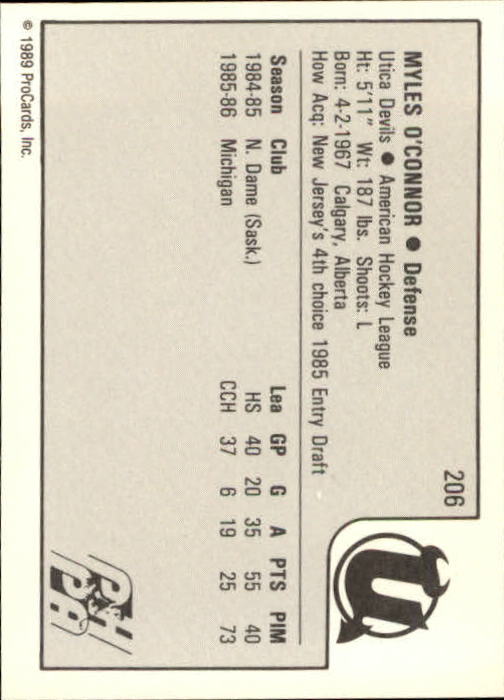 206
MYLES O'CONNOR ● Defense
Utica Devils ● American Hockey League
Ht: 5'11" Wt: 187 lbs. Shoots: L
Born: 4-2-1967 Calgary, Alberta
How Acq: New Jersey's 4th choice 1985 Entry Draft
Season Club Lea GP G A PTS PIM
1984-85 N. Dame (Sask.) HS 40 20 35 55 40
1985-86 Michigan CCH 37 6 19 25 73
© 1989 ProCards, Inc.
U